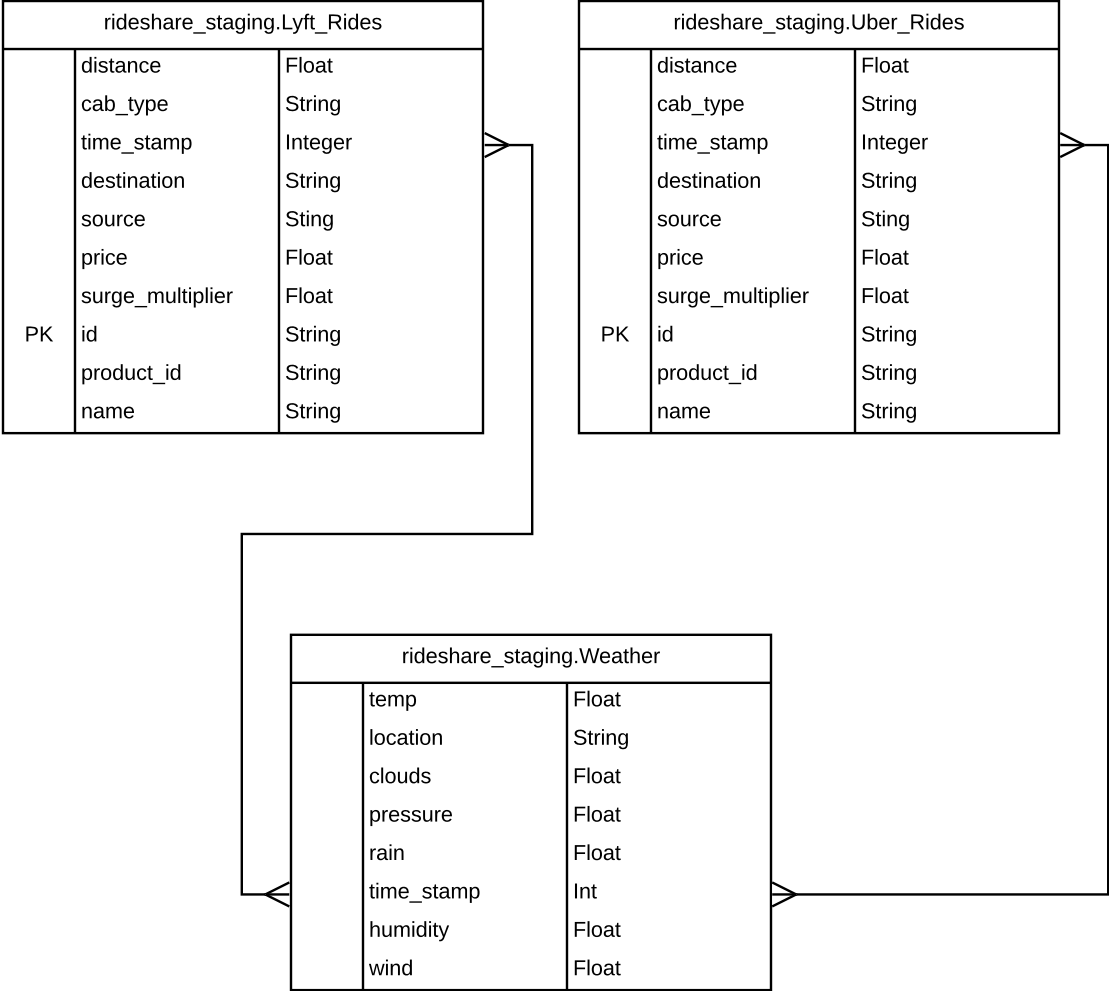 rideshare_staging.Lyft_Rides
distance Float
cab_type String
time_stamp Integer
destination String
source Sting
price Float
surge_multiplier Float
PK id String
product_id String
name String
rideshare_staging.Uber_Rides
distance Float
cab_type String
time_stamp Integer
destination String
source Sting
price Float
surge_multiplier Float
PK id String
product_id String
name String
rideshare_staging.Weather
temp Float
location String
clouds Float
pressure Float
rain Float
time_stamp Int
humidity Float
wind Float